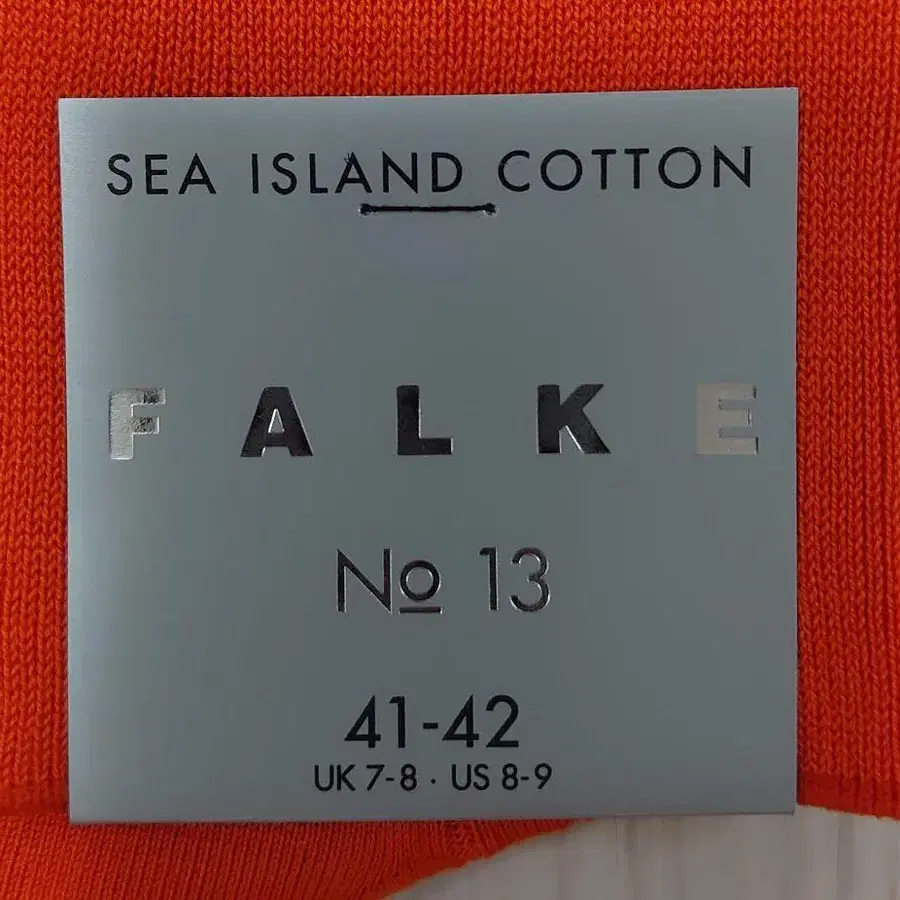 SEA ISLAND COTTON
FALKE
No 13
41-42
UK 7-8 · US 8-9